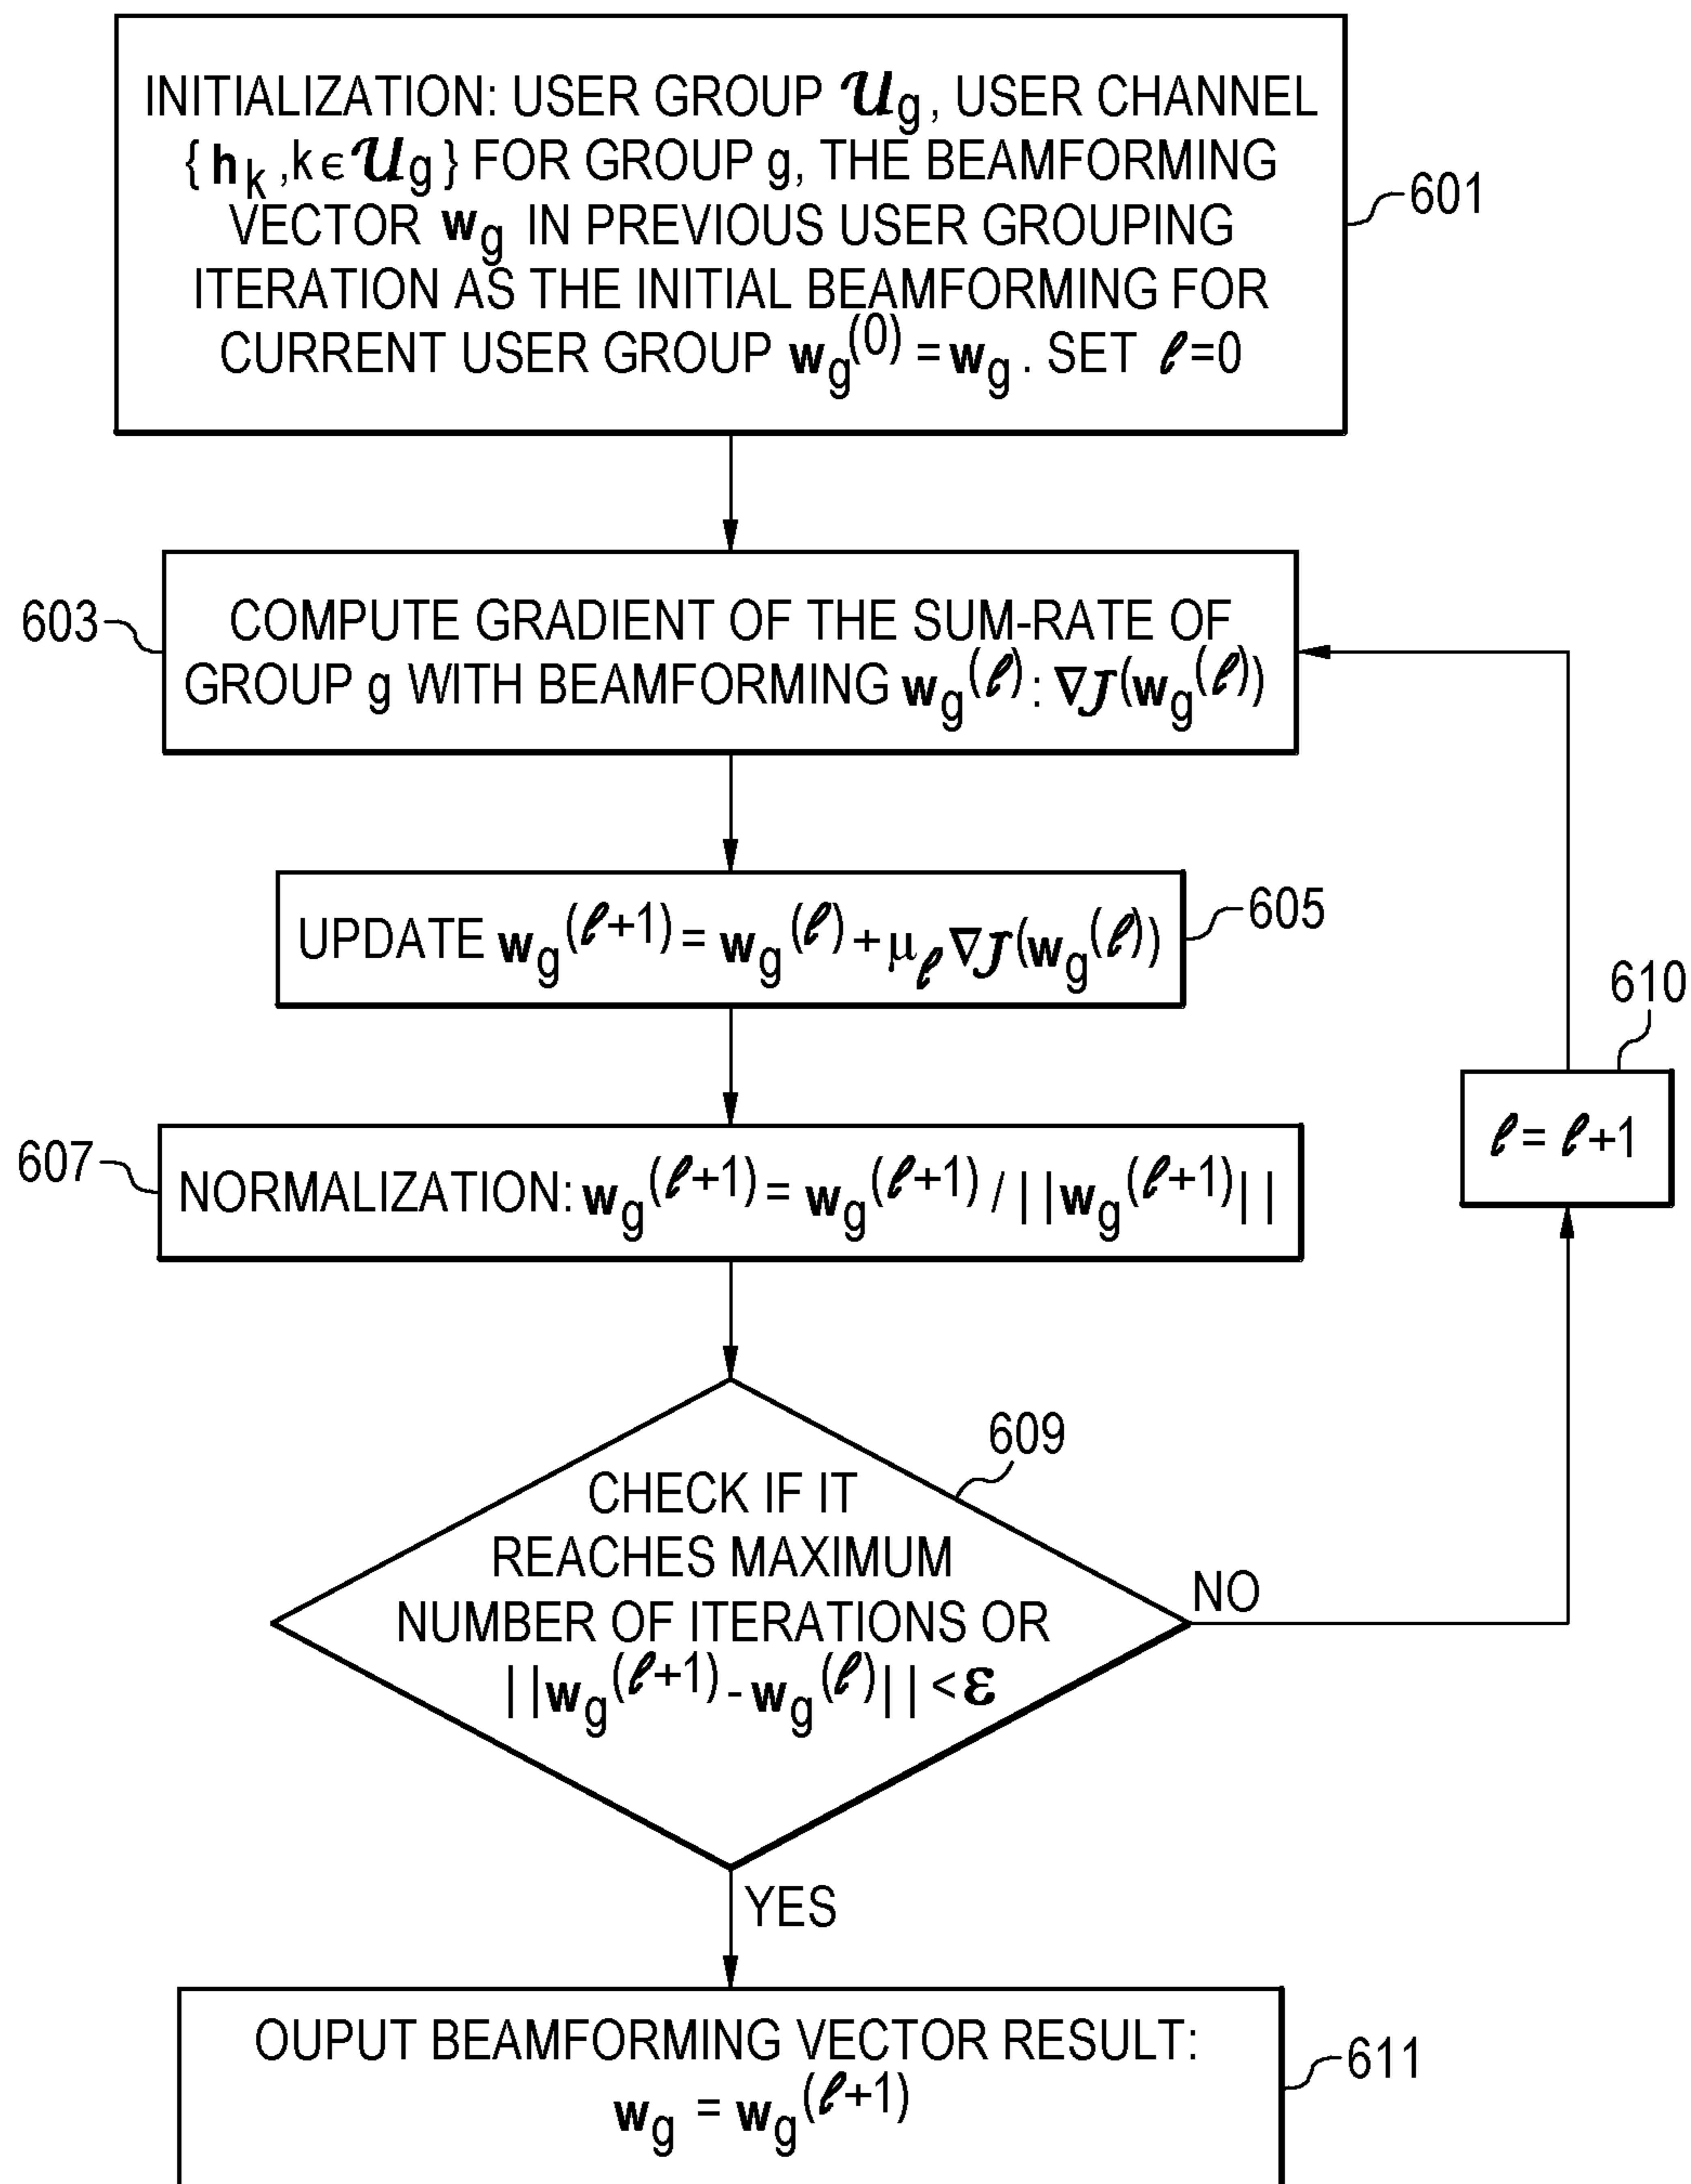 INITIALIZATION: USER GROUP 𝓤g, USER CHANNEL
{hk,kϵ𝓤g} FOR GROUP g, THE BEAMFORMING
VECTOR wg IN PREVIOUS USER GROUPING
ITERATION AS THE INITIAL BEAMFORMING FOR
CURRENT USER GROUP wg(0) = wg. SET ℓ=0
601
603
COMPUTE GRADIENT OF THE SUM-RATE OF
GROUP g WITH BEAMFORMING wg(ℓ): ∇J(wg(ℓ))
UPDATE wg(ℓ+1) = wg(ℓ) + μℓ∇J(wg(ℓ))
605
610
ℓ = ℓ+1
607
NORMALIZATION: wg(ℓ+1) = wg(ℓ+1) / ||wg(ℓ+1)||
609
CHECK IF IT
REACHES MAXIMUM
NUMBER OF ITERATIONS OR
||wg(ℓ+1) - wg(ℓ)|| < ε
NO
YES
OUPUT BEAMFORMING VECTOR RESULT:
wg = wg(ℓ+1)
611